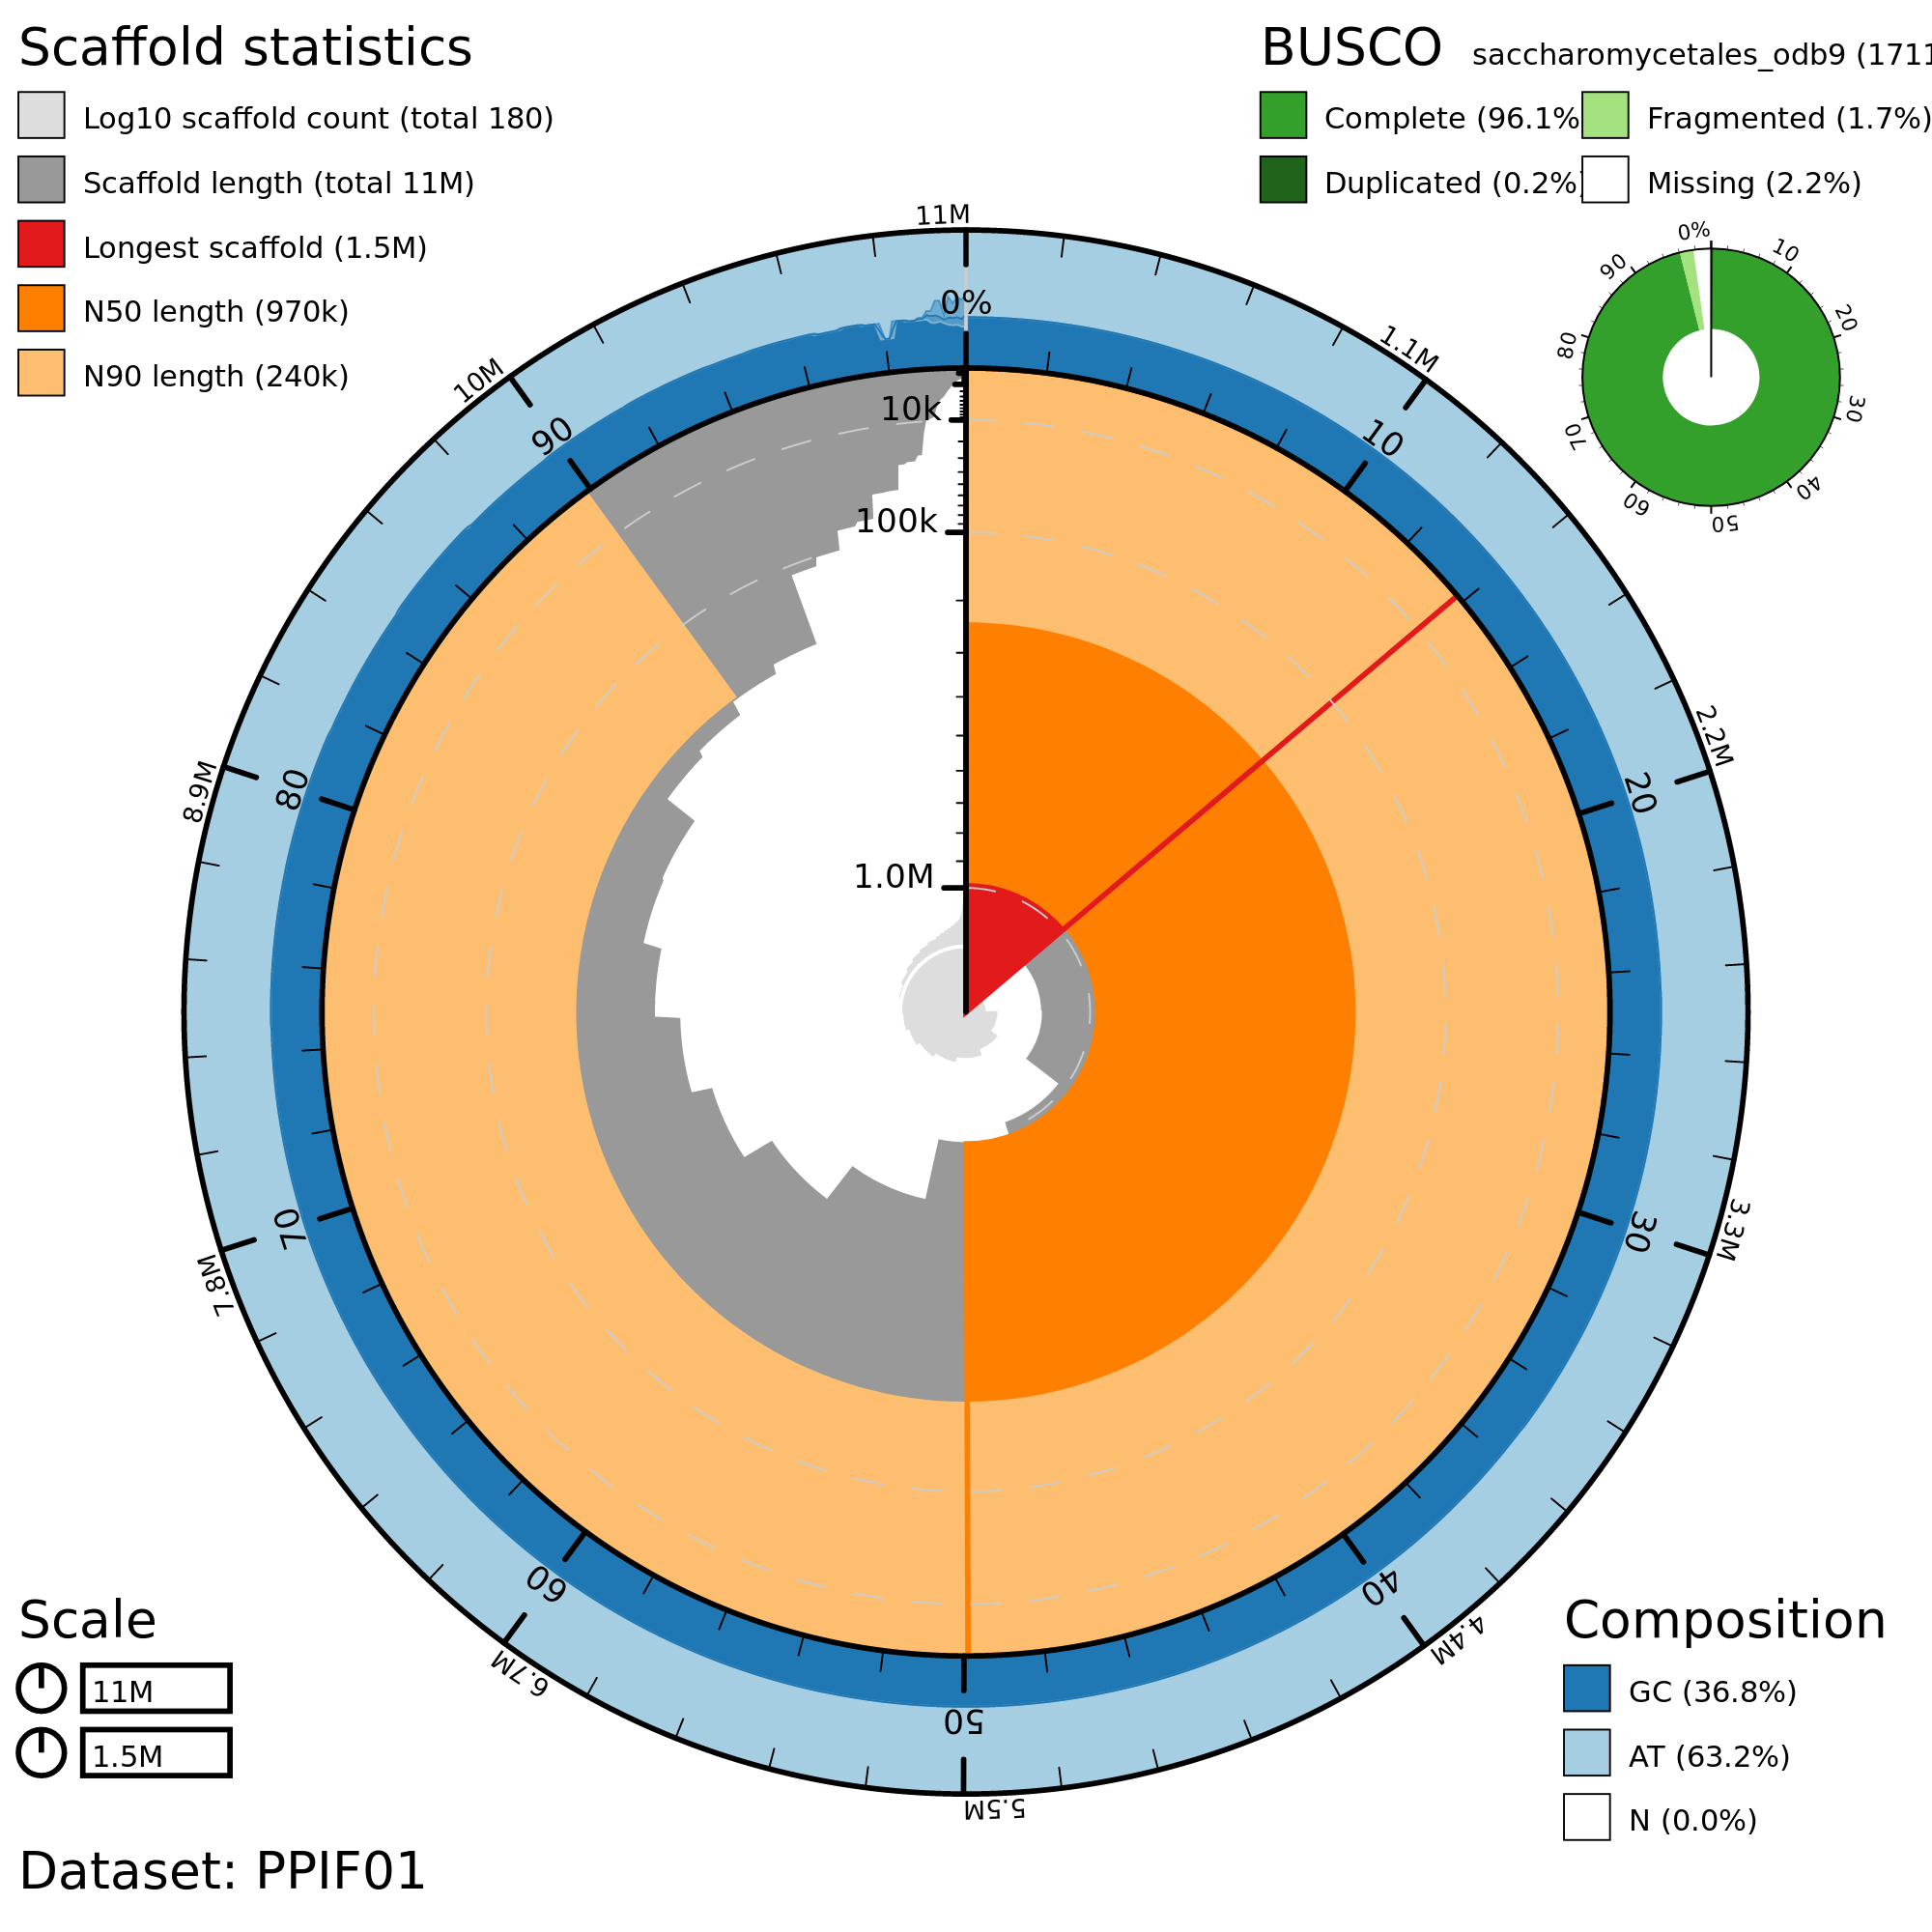 Scaffold statistics
Log10 scaffold count (total 180)
Scaffold length (total 11M)
Longest scaffold (1.5M)
N50 length (970k)
N90 length (240k)
BUSCO saccharomycetales_odb9 (1711
Complete (96.1%
Fragmented (1.7%)
Duplicated (0.2%)
Missing (2.2%)
0%
10
20
30
40
50
60
70
80
90
11M
1.1M
2.2M
3.3M
4.4M
5.5M
6.7M
7.8M
8.9M
10M
0%
10
20
30
40
50
60
70
80
90
10k
100k
1.0M
Scale
11M
1.5M
Composition
GC (36.8%)
AT (63.2%)
N (0.0%)
Dataset: PPIF01